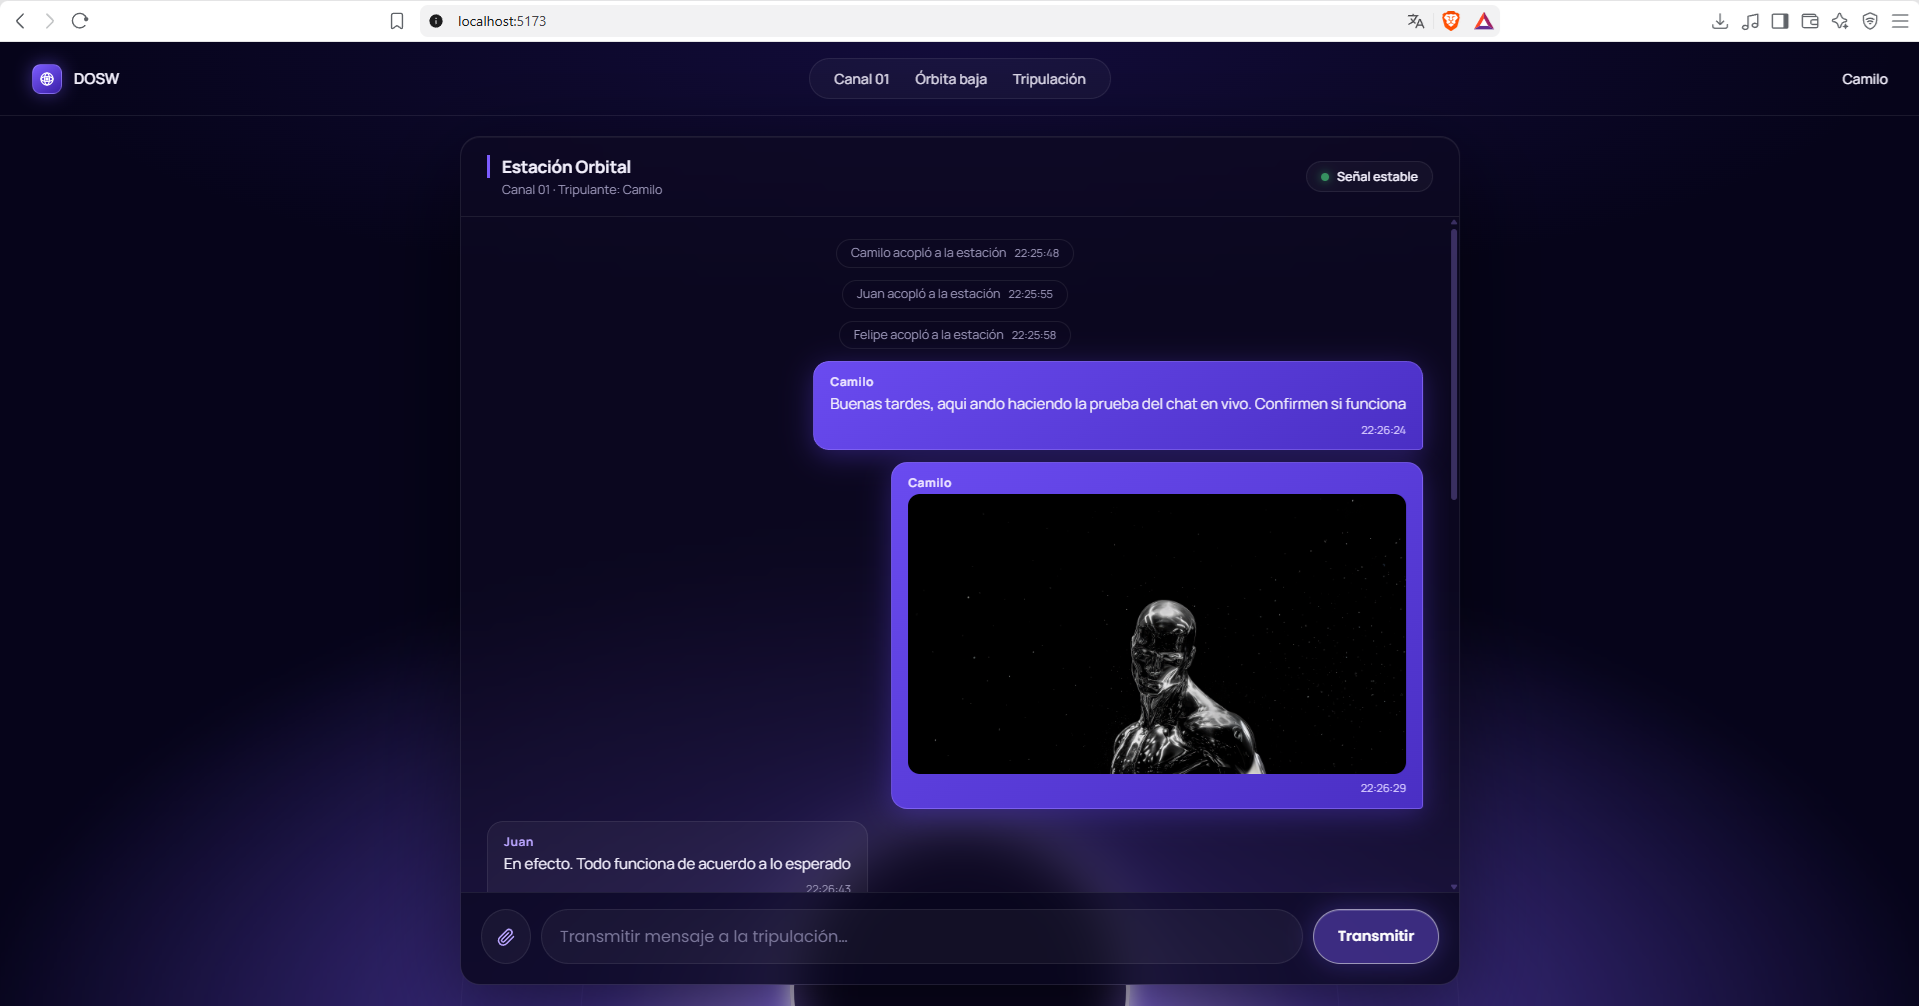 localhost:5173
DOSW
Canal 01 Órbita baja Tripulación
Camilo
Estación Orbital
Canal 01 · Tripulante: Camilo
Señal estable
Camilo acopló a la estación 22:25:48
Juan acopló a la estación 22:25:55
Felipe acopló a la estación 22:25:58
Camilo
Buenas tardes, aqui ando haciendo la prueba del chat en vivo. Confirmen si funciona
22:26:24
Camilo
22:26:29
Juan
En efecto. Todo funciona de acuerdo a lo esperado
22:26:43
Transmitir mensaje a la tripulación...
Transmitir